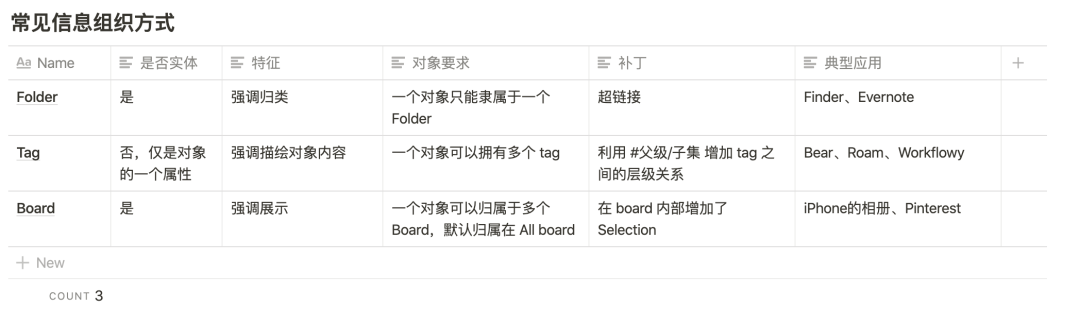 常见信息组织方式
Aa Name 是否实体 特征 对象要求 补丁 典型应用
Folder 是 强调归类 一个对象只能隶属于一个 超链接 Finder、Evernote
Folder
Tag 否，仅是对象 强调描绘对象内容 一个对象可以拥有多个 tag 利用 #父级/子集 增加 tag 之 Bear、Roam、Workflowy
的一个属性 间的层级关系
Board 是 强调展示 一个对象可以归属于多个 在 board 内部增加了 iPhone的相册、Pinterest
Board，默认归属在 All board Selection
+ New
COUNT 3